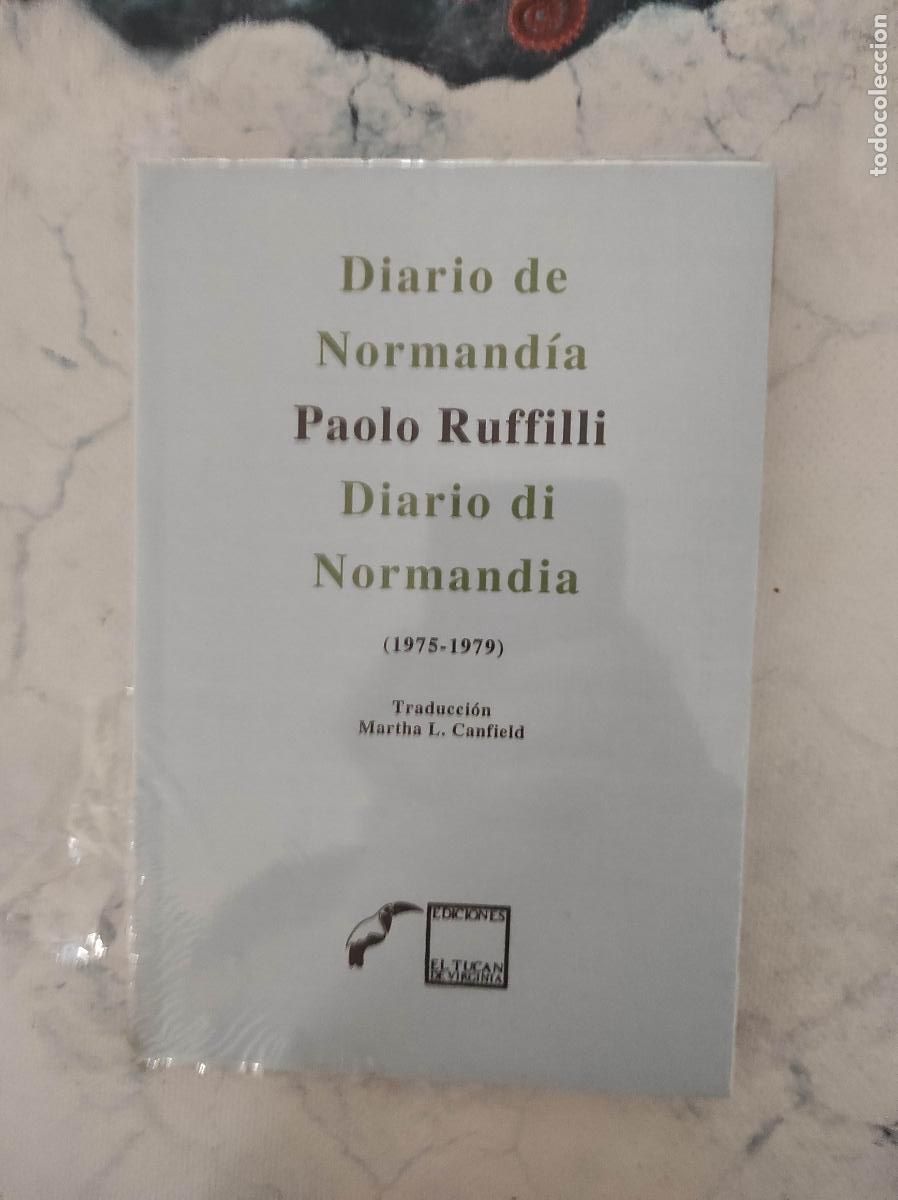 todocoleccion
Diario de
Normandía
Paolo Ruffilli
Diario di
Normandia
(1975-1979)
Traducción
Martha L. Canfield
EDICIONES
EL TUCAN
DE VIRGINIA